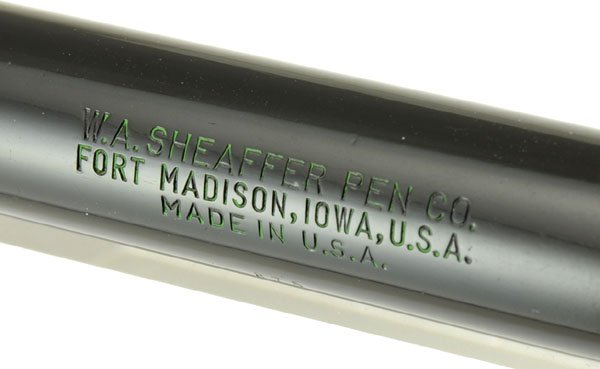 W.A. SHEAFFER PEN CO.
FORT MADISON, IOWA, U.S.A.
MADE IN U.S.A.